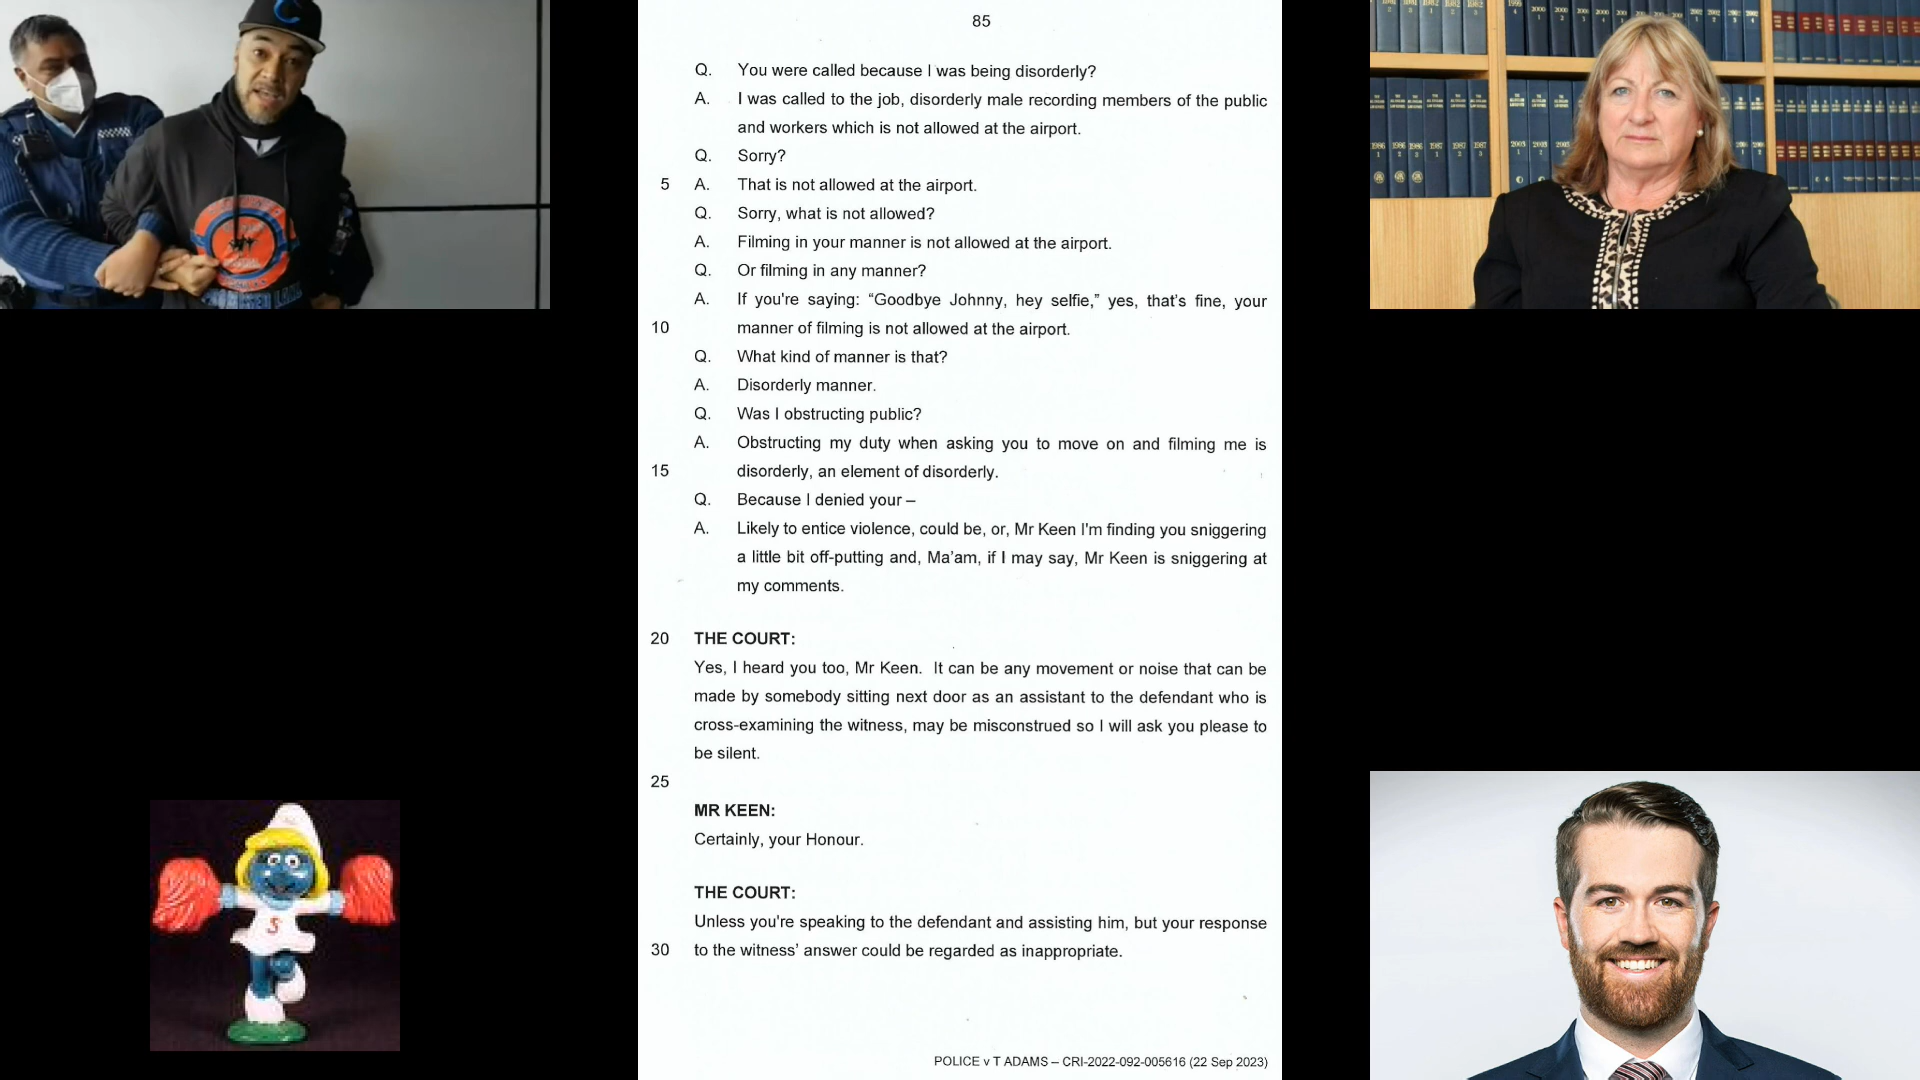 85
Q. You were called because I was being disorderly?
A. I was called to the job, disorderly male recording members of the public
and workers which is not allowed at the airport.
Q. Sorry?
5 A. That is not allowed at the airport.
Q. Sorry, what is not allowed?
A. Filming in your manner is not allowed at the airport.
Q. Or filming in any manner?
A. If you're saying: “Goodbye Johnny, hey selfie,” yes, that’s fine, your
10 manner of filming is not allowed at the airport.
Q. What kind of manner is that?
A. Disorderly manner.
Q. Was I obstructing public?
A. Obstructing my duty when asking you to move on and filming me is
15 disorderly, an element of disorderly.
Q. Because I denied your –
A. Likely to entice violence, could be, or, Mr Keen I'm finding you sniggering
a little bit off-putting and, Ma’am, if I may say, Mr Keen is sniggering at
my comments.
20 THE COURT:
Yes, I heard you too, Mr Keen. It can be any movement or noise that can be
made by somebody sitting next door as an assistant to the defendant who is
cross-examining the witness, may be misconstrued so I will ask you please to
be silent.
25
MR KEEN:
Certainly, your Honour.
THE COURT:
Unless you're speaking to the defendant and assisting him, but your response
30 to the witness’ answer could be regarded as inappropriate.
POLICE v T ADAMS – CRI-2022-092-005616 (22 Sep 2023)